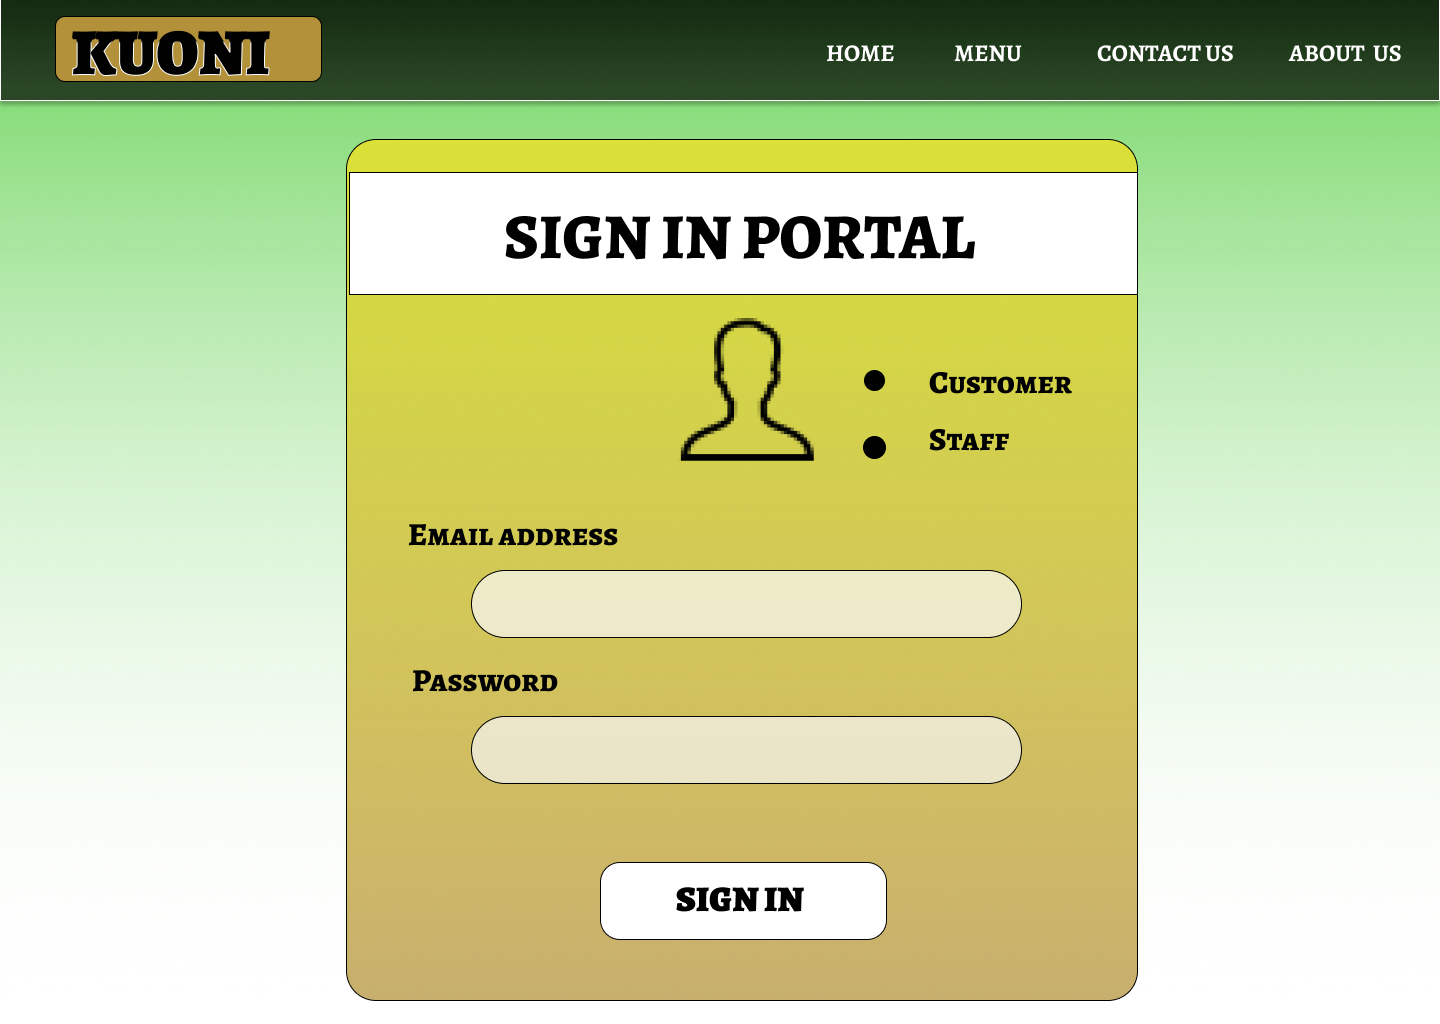 KUONI
HOME MENU CONTACT US ABOUT US
SIGN IN PORTAL
Customer
Staff
Email address
Password
SIGN IN